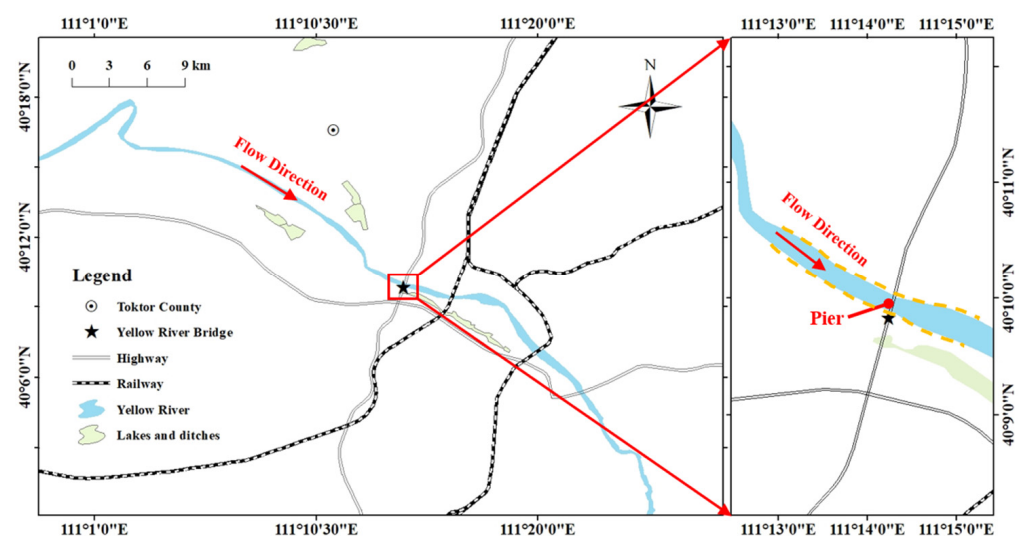 111°1'0"E 111°10'30"E 111°20'0"E
111°13'0"E 111°14'0"E 111°15'0"E
0 3 6 9 km
N
40°18'0"N
40°12'0"N
40°6'0"N
Flow Direction
Legend
Toktor County
Yellow River Bridge
Highway
Railway
Yellow River
Lakes and ditches
Flow Direction
Pier
40°11'0"N
40°10'0"N
40°9'0"N
111°1'0"E 111°10'30"E 111°20'0"E
111°13'0"E 111°14'0"E 111°15'0"E